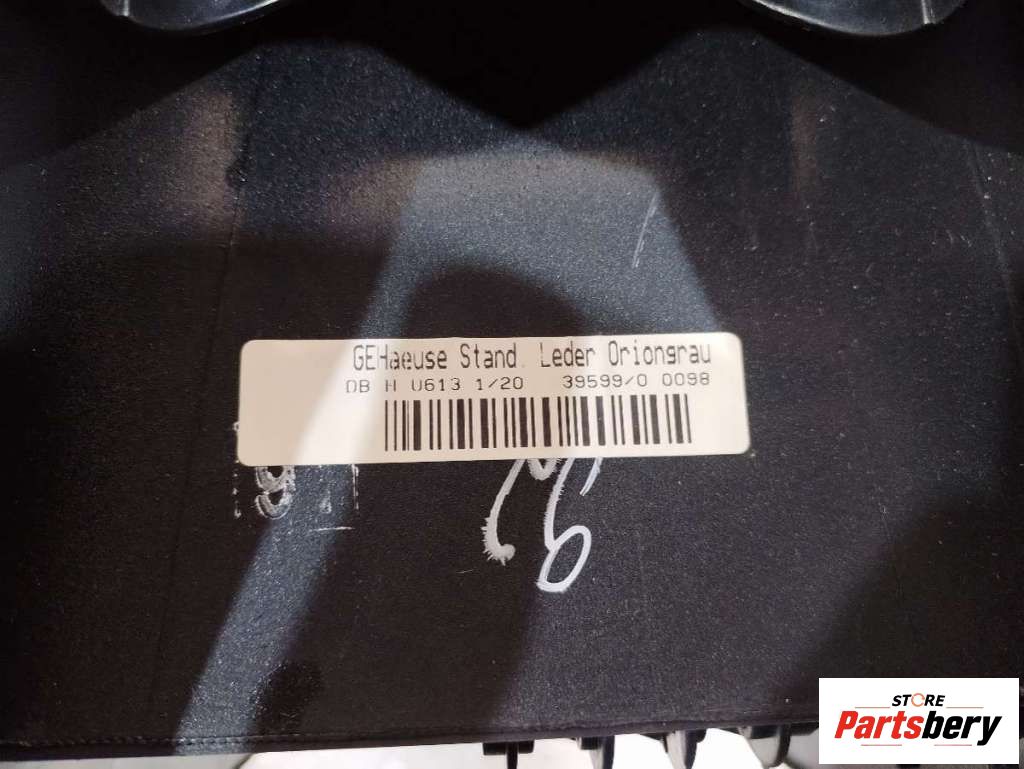 GEHaeuse Stand. Leder Oriongrau
DB H U613 1/20 39599/0 0098
STORE
Partsbery